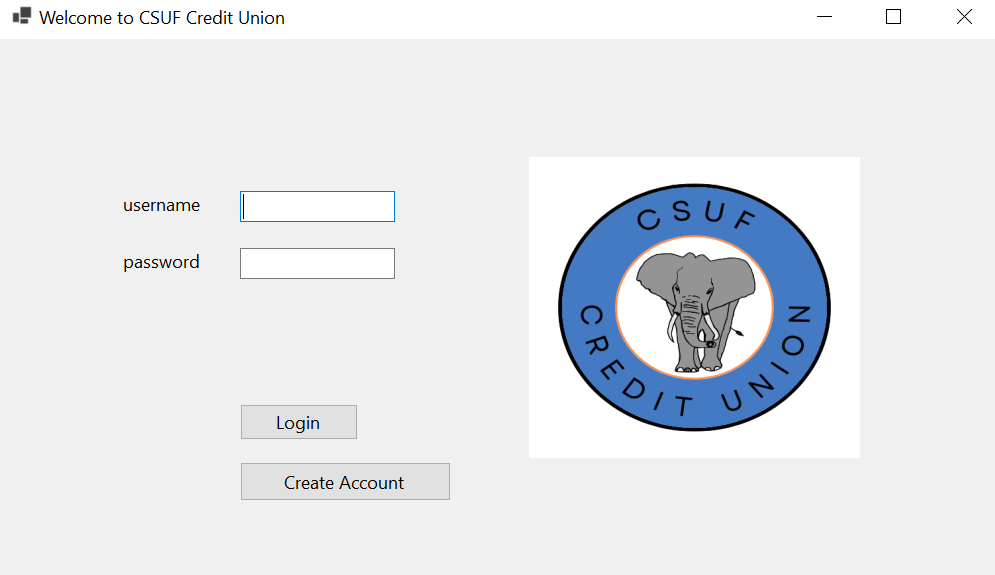 Welcome to CSUF Credit Union
username
password
Login
Create Account
CSUF
CREDIT UNION